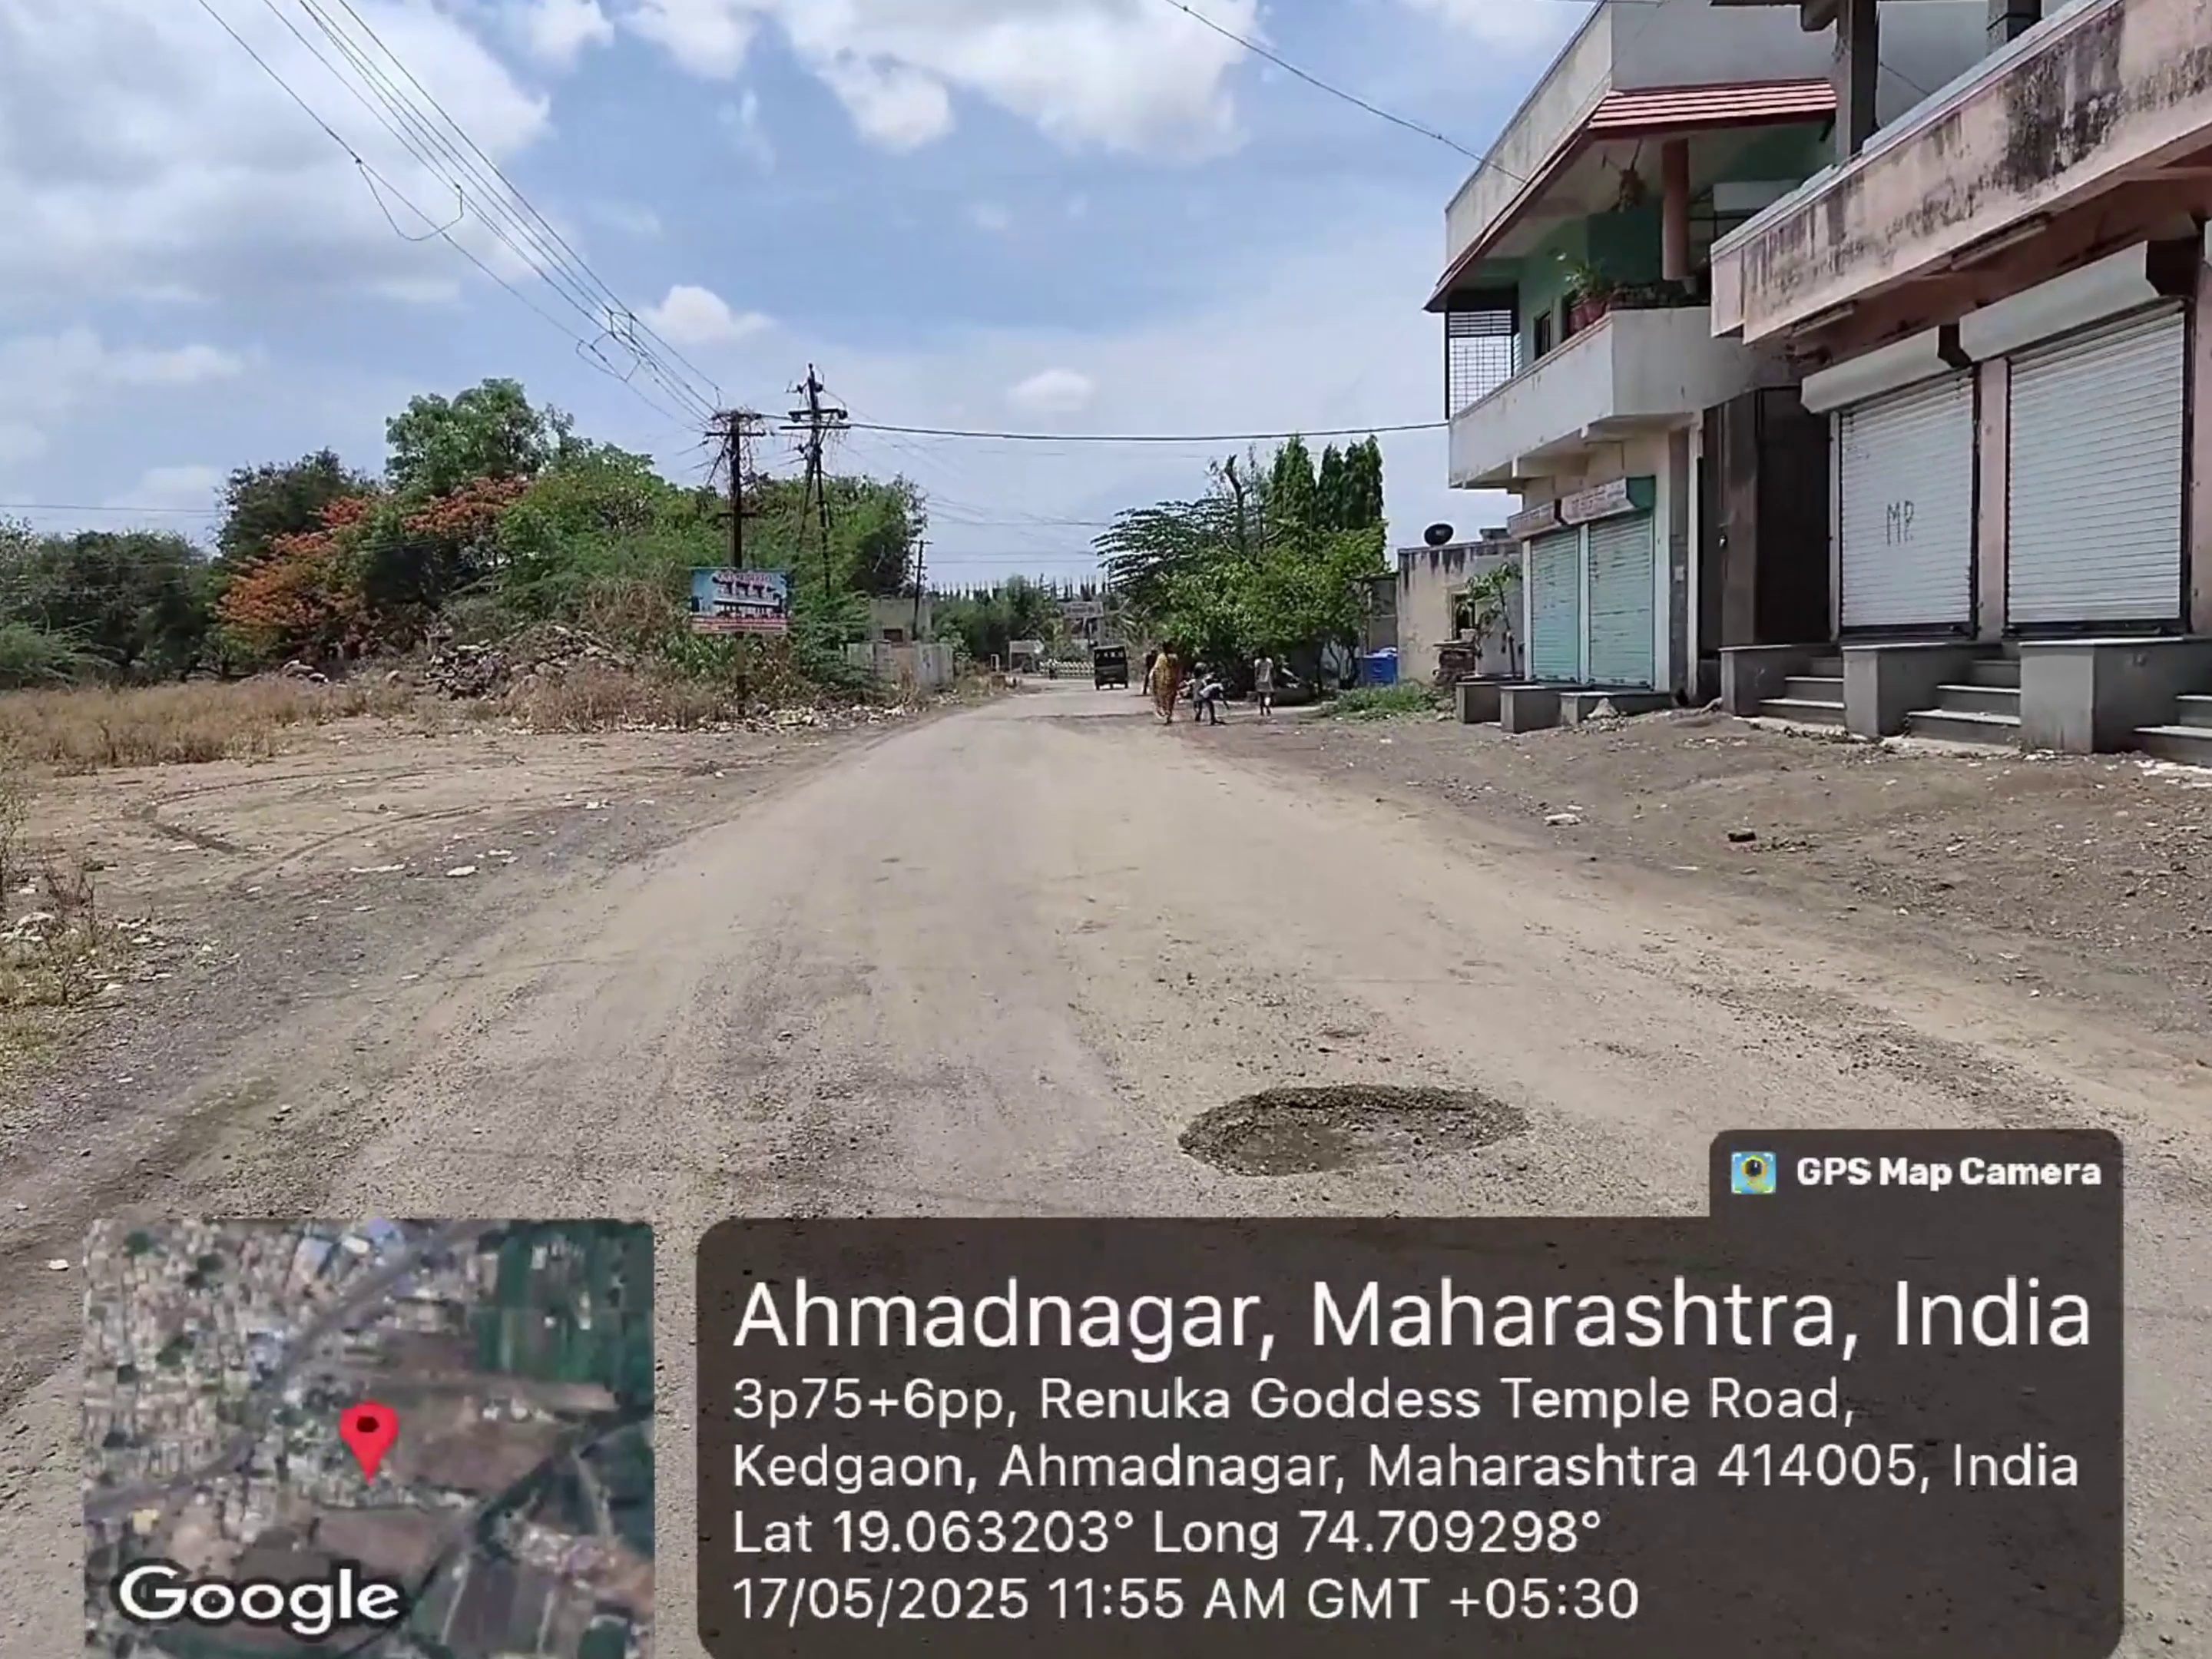 MP.
GPS Map Camera
Ahmadnagar, Maharashtra, India
3p75+6pp, Renuka Goddess Temple Road,
Kedgaon, Ahmadnagar, Maharashtra 414005, India
Lat 19.063203° Long 74.709298°
17/05/2025 11:55 AM GMT +05:30
Google